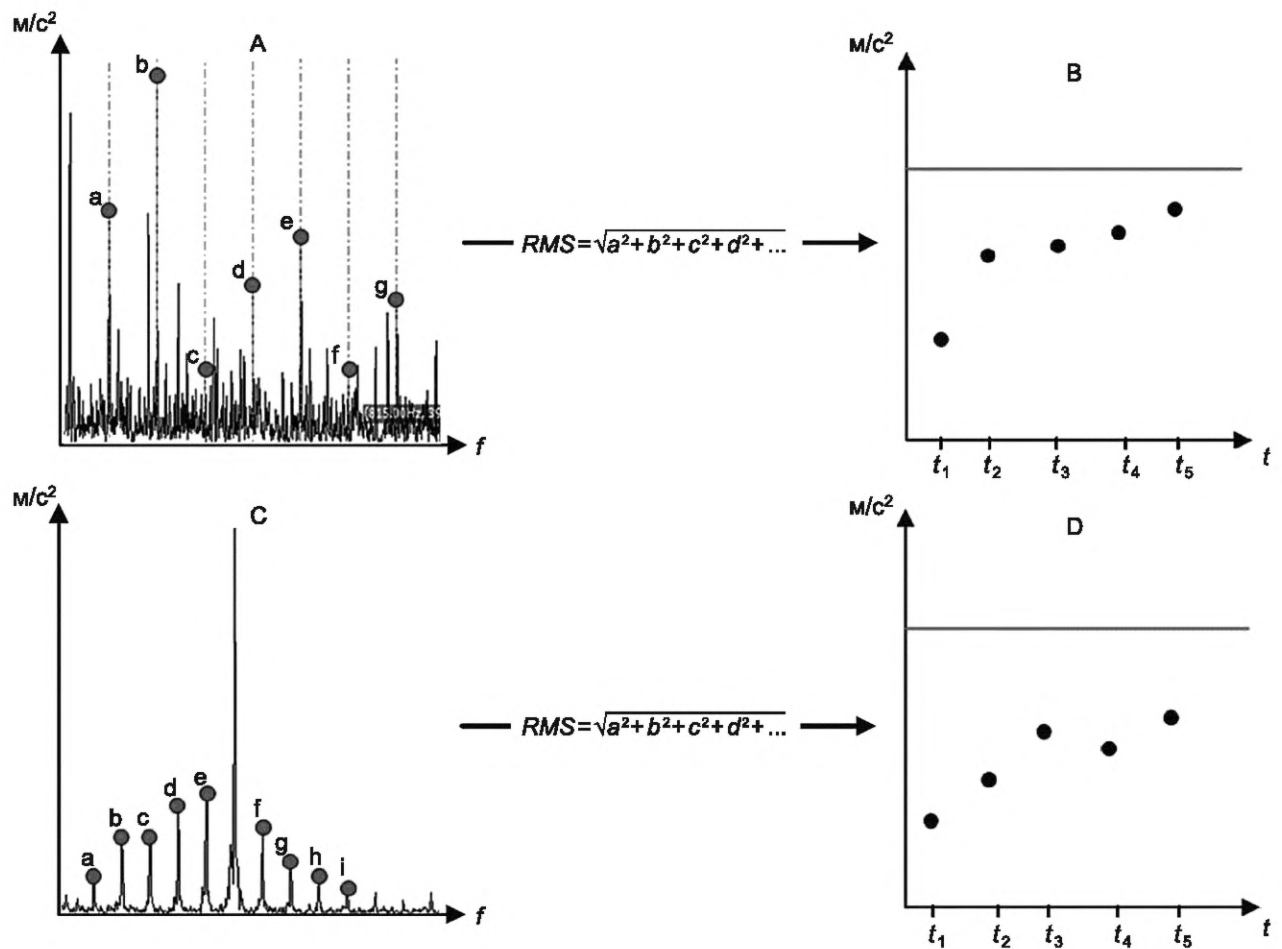 м/с²
A
b
a
e
d
g
c
f
(815.00Hz, 39
f
RMS=√a²+b²+c²+d²+...
м/с²
B
t₁ t₂ t₃ t₄ t₅ t
м/с²
C
e
d
b c
f
g
a
h
i
f
RMS=√a²+b²+c²+d²+...
м/с²
D
t₁ t₂ t₃ t₄ t₅ t